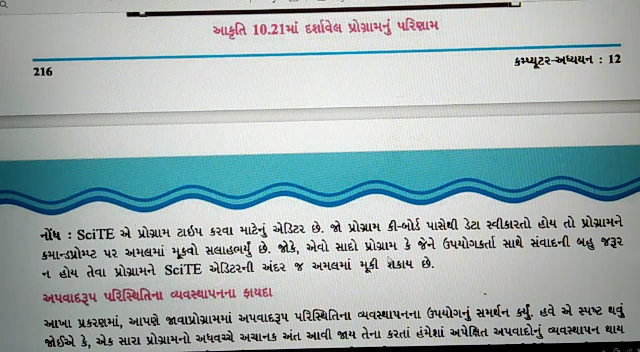 આકૃતિ 10.21માં દર્શાવેલ પ્રોગ્રામનું પરિણામ
216
કમ્પ્યૂટર-અધ્યયન : 12
નોંધ : SciTE એ પ્રોગ્રામ ટાઇપ કરવા માટેનું એડિટર છે. જો પ્રોગ્રામ કી-બોર્ડ પાસેથી ડેટા સ્વીકારતો હોય તો પ્રોગ્રામને
કમાન્ડપ્રોમ્પ્ટ પર અમલમાં મૂકવો સલાહભર્યું છે. જોકે, એવો સાદો પ્રોગ્રામ કે જેને ઉપયોગકર્તા સાથે સંવાદની બહુ જરૂર
ન હોય તેવા પ્રોગ્રામને SciTE એડિટરની અંદર જ અમલમાં મૂકી શકાય છે.
અપવાદરૂપ પરિસ્થિતિના વ્યવસ્થાપનના ફાયદા
આખા પ્રકરણમાં, આપણે જાવાપ્રોગ્રામમાં અપવાદરૂપ પરિસ્થિતિના વ્યવસ્થાપનના ઉપયોગનું સમર્થન કર્યું. હવે એ સ્પષ્ટ થવું
જોઈએ કે, એક સારા પ્રોગ્રામનો અધવચ્ચે અચાનક અંત આવી જાય તેના કરતાં હંમેશાં અપેક્ષિત અપવાદોનું વ્યવસ્થાપન થાય